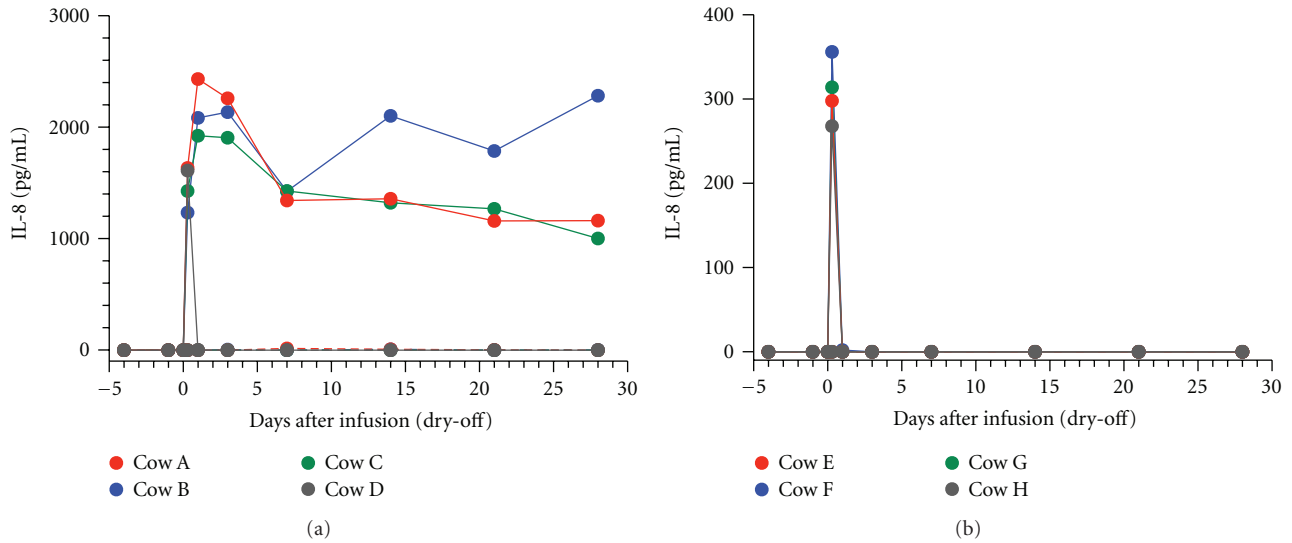 3000
2000
1000
0
IL-8 (pg/mL)
−5 0 5 10 15 20 25 30
Days after infusion (dry-off)
Cow A Cow C
Cow B Cow D
(a)
400
300
200
100
0
IL-8 (pg/mL)
−5 0 5 10 15 20 25 30
Days after infusion (dry-off)
Cow E Cow G
Cow F Cow H
(b)